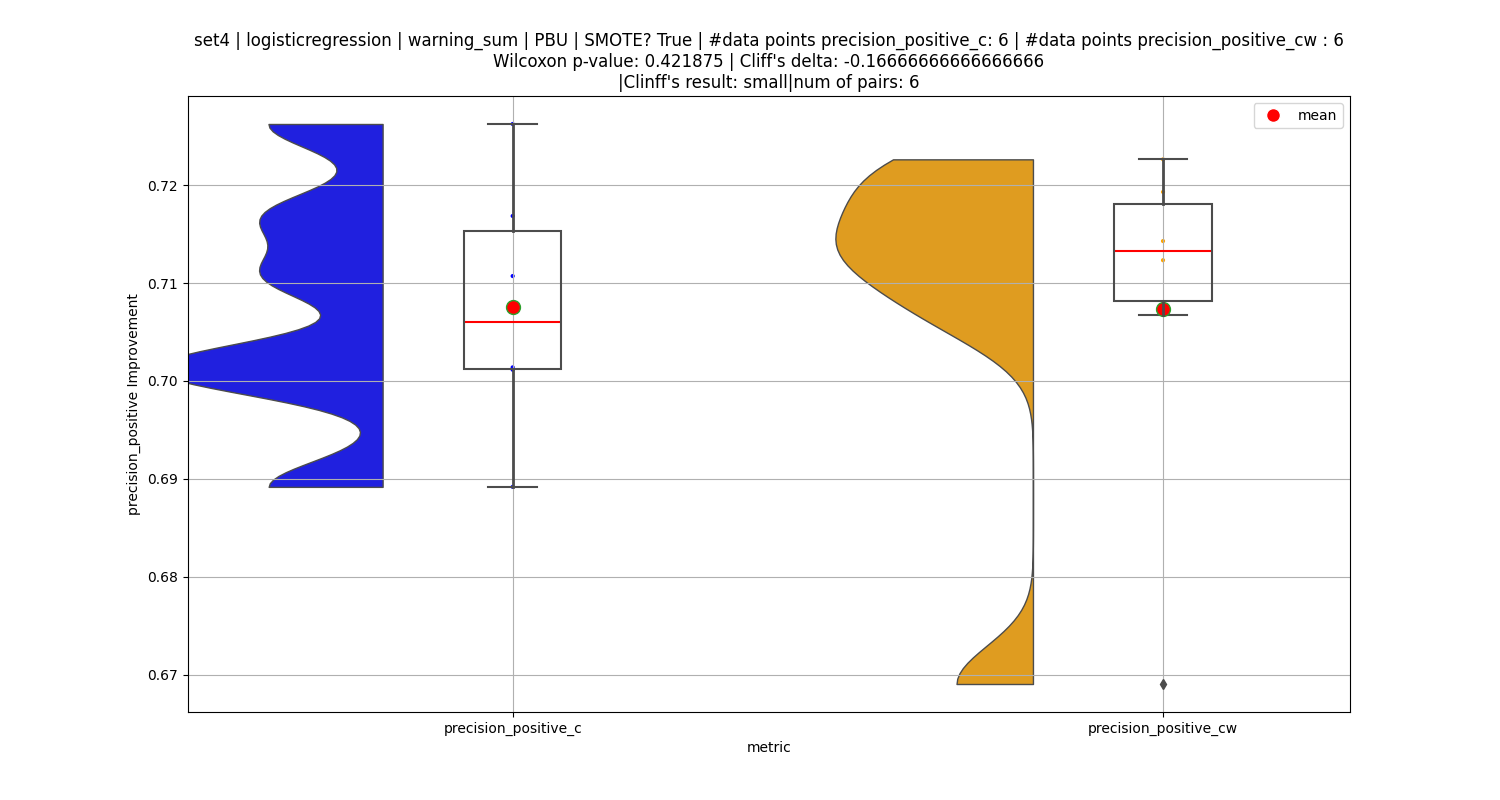 set4 | logisticregression | warning_sum | PBU | SMOTE? True | #data points precision_positive_c: 6 | #data points precision_positive_cw : 6
Wilcoxon p-value: 0.421875 | Cliff's delta: -0.16666666666666666
|Clinff's result: small|num of pairs: 6
mean
precision_positive Improvement
0.72
0.71
0.70
0.69
0.68
0.67
precision_positive_c
precision_positive_cw
metric